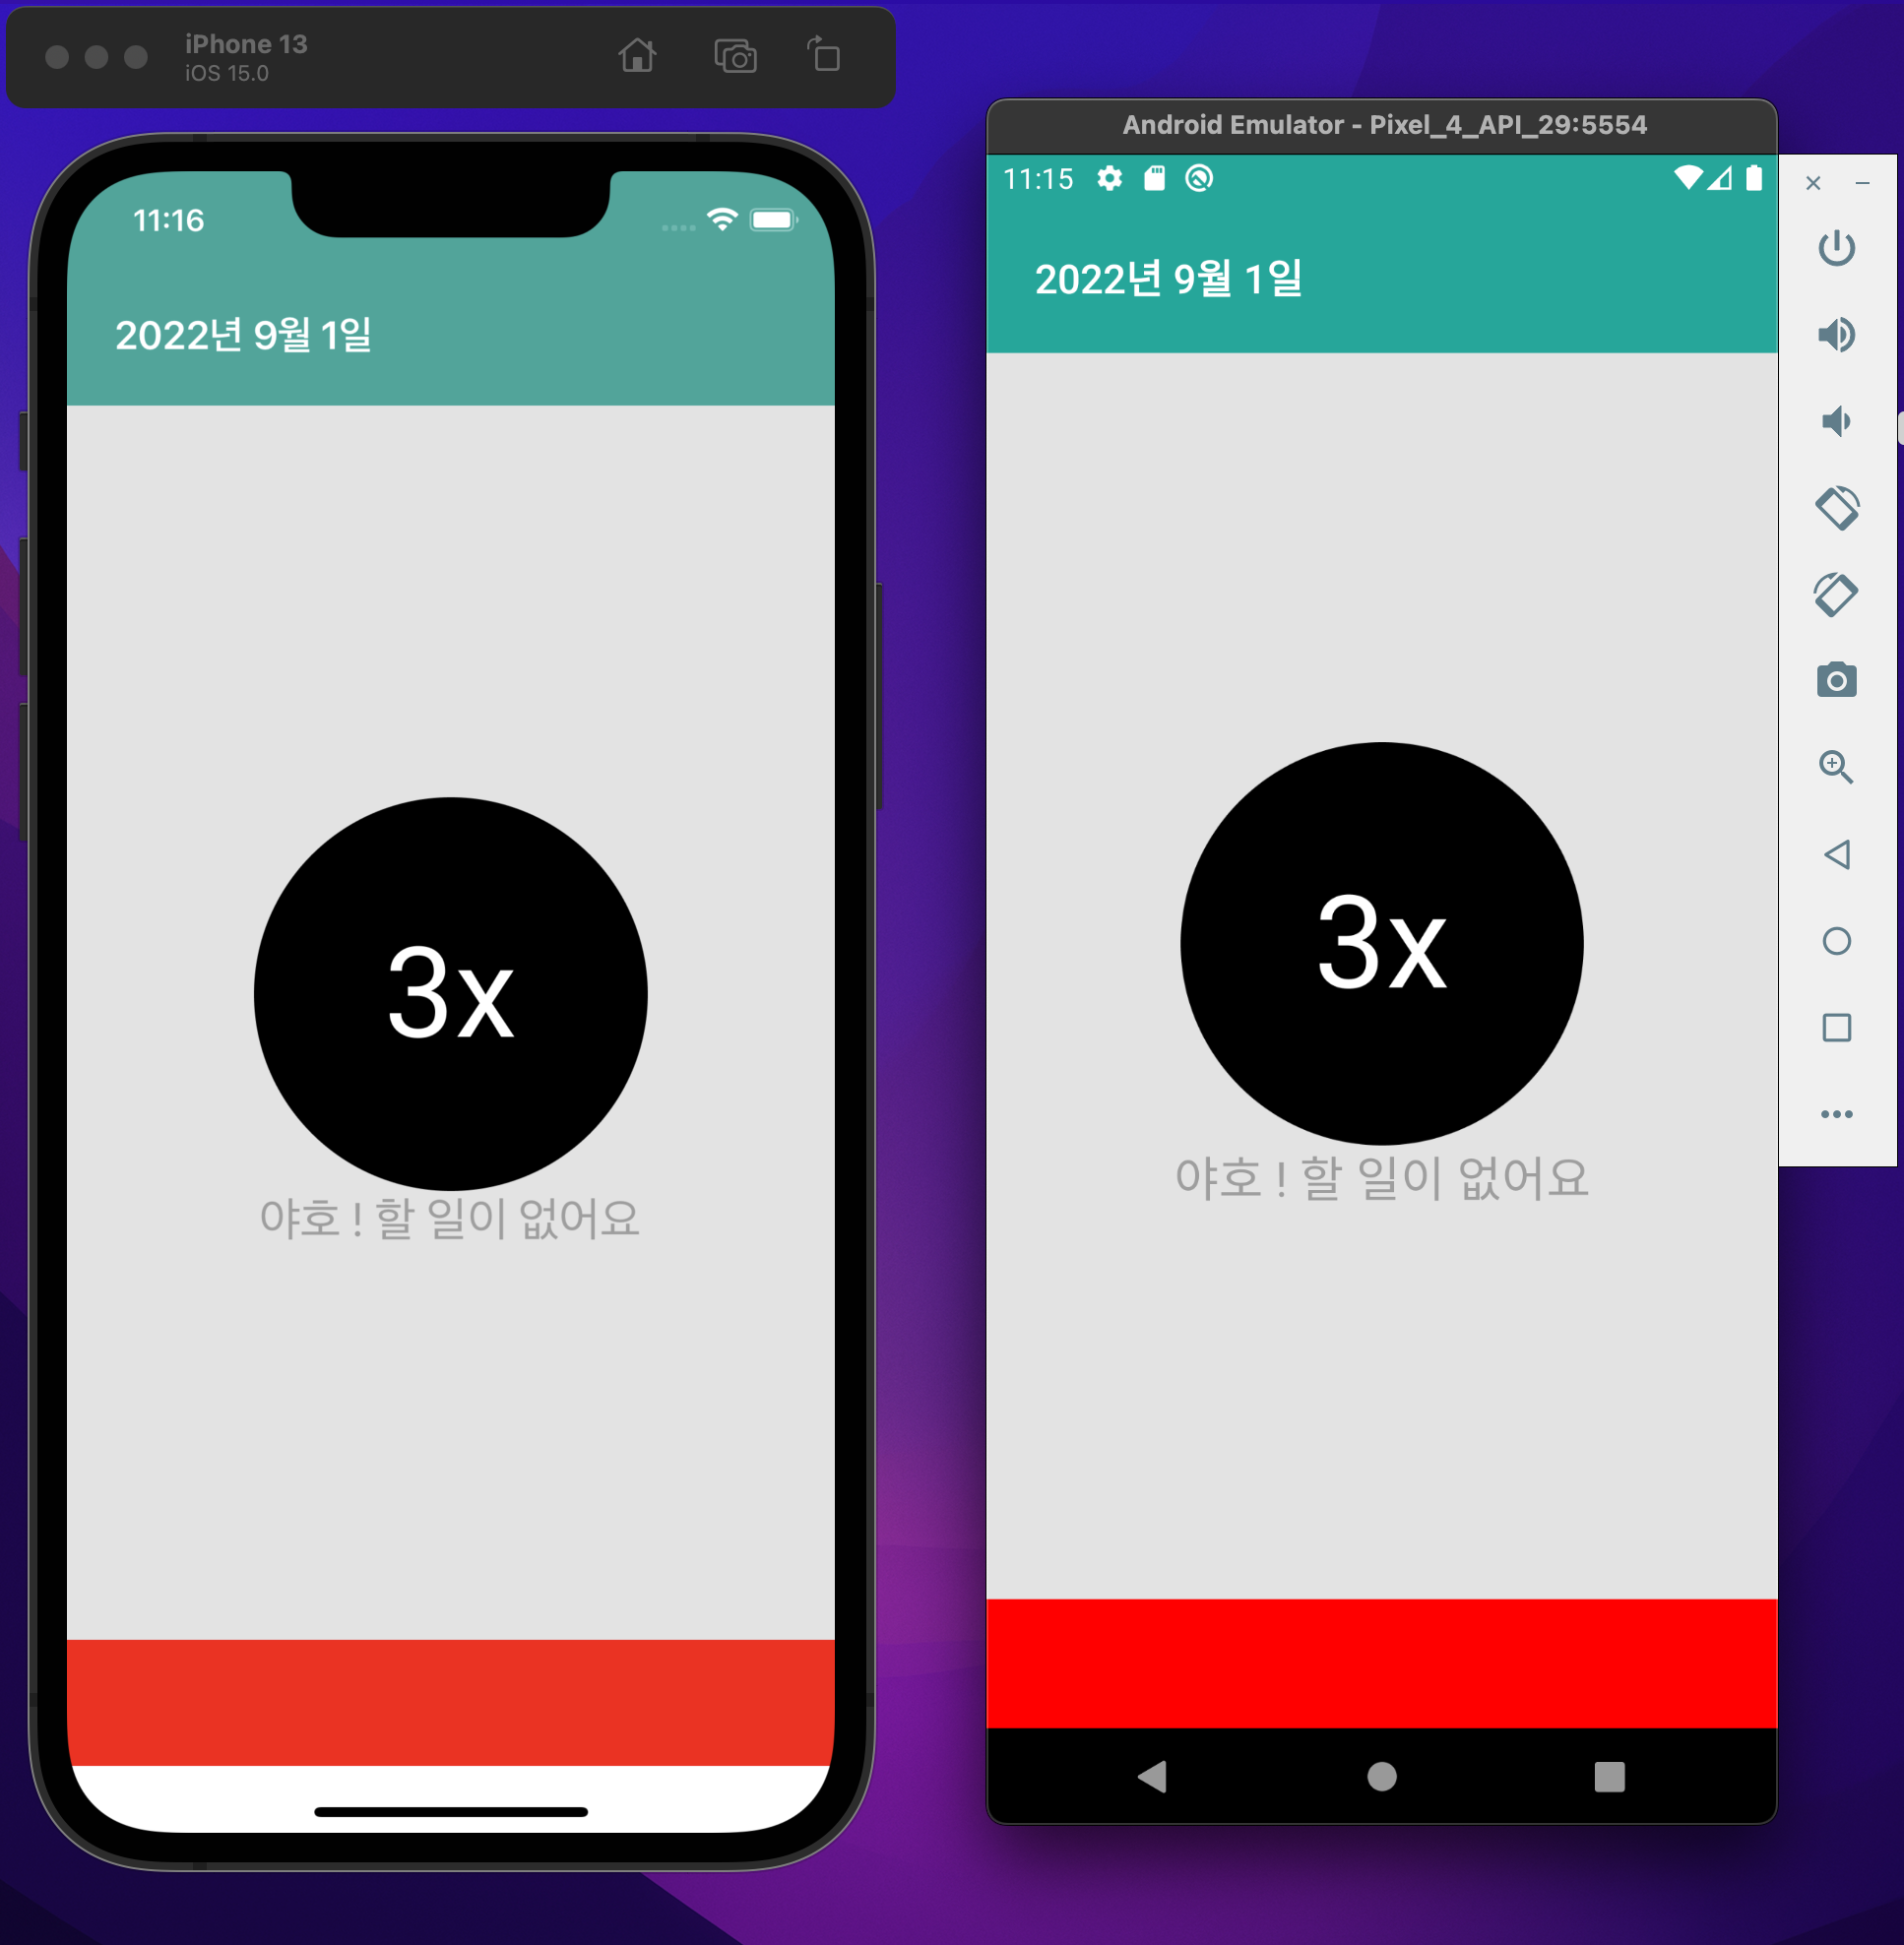 iPhone 13
iOS 15.0
11:16
2022년 9월 1일
3x
야호 ! 할 일이 없어요
Android Emulator - Pixel_4_API_29:5554
11:15
2022년 9월 1일
3x
야호 ! 할 일이 없어요